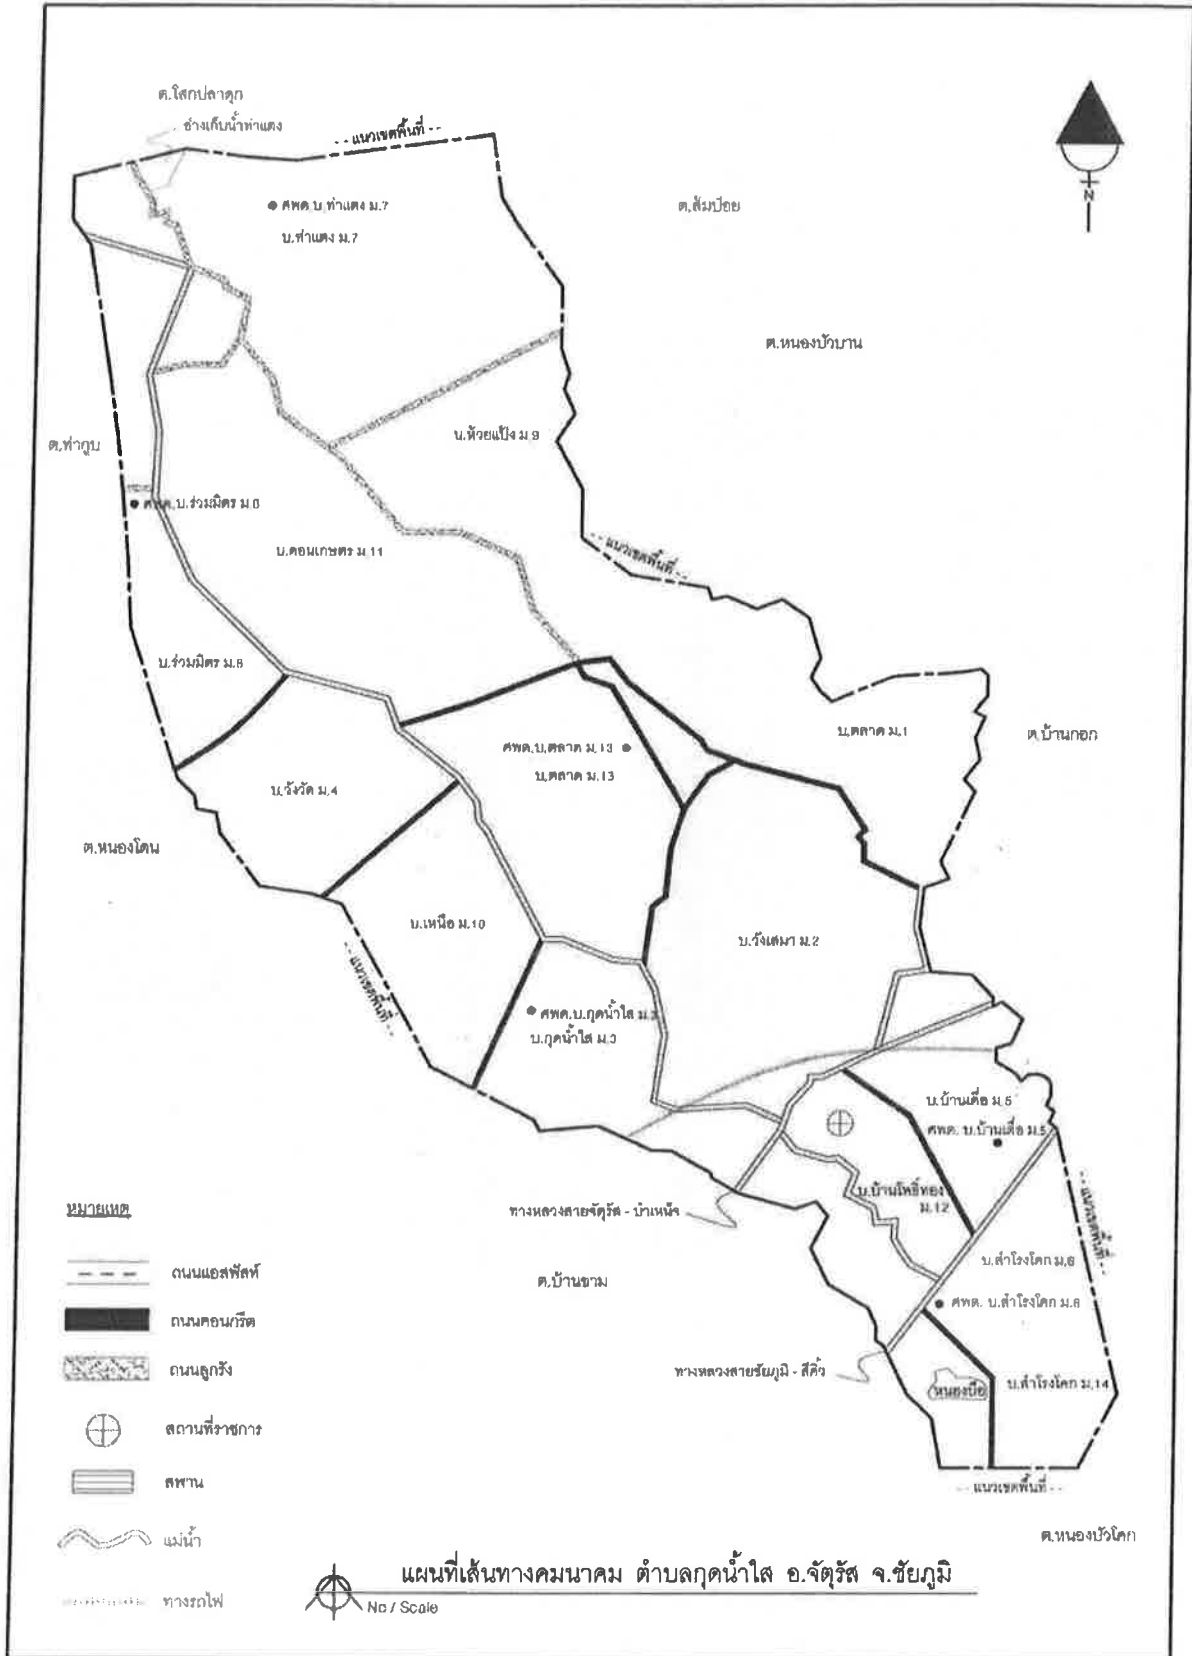 ต.โสกปลาดุก
อ่างเก็บน้ำท่าแตง
-- แนวเขตพื้นที่ --
N
ศพด.บ.ท่าแตง ม.7
บ.ท่าแตง ม.7
ต.ส้มป่อย
ต.หนองบัวบาน
ต.ท่ากูบ
บ.ห้วยแป้ง ม.9
ศพด.บ.ร่วมมิตร ม.8
บ.ดอนเกษตร ม.11
-- แนวเขตพื้นที่ --
บ.ร่วมมิตร ม.8
บ.ตลาด ม.1
ต.บ้านกอก
ศพด.บ.ตลาด ม.13
บ.ตลาด ม.13
บ.วังวัด ม.4
ต.หนองโดน
บ.เหนือ ม.10
บ.วังเสมา ม.2
-- แนวเขตพื้นที่ --
ศพด.บ.กุดน้ำใส ม.3
บ.กุดน้ำใส ม.3
บ.บ้านเดื่อ ม.5
ศพด. บ.บ้านเดื่อ ม.5
บ.บ้านโพธิ์ทอง
ม.12
-- แนวเขตพื้นที่ --
ทางหลวงสายจัตุรัส - บำเหน็จ
บ.สำโรงโคก ม.6
ต.บ้านขาม
ศพด. บ.สำโรงโคก ม.6
ทางหลวงสายชัยภูมิ - สีคิ้ว
บ.สำโรงโคก ม.14
-- แนวเขตพื้นที่ --
ต.หนองบัวโคก
หมายเหตุ
ถนนแอสฟัลท์
ถนนคอนกรีต
ถนนลูกรัง
สถานที่ราชการ
สพาน
แม่น้ำ
ทางรถไฟ
แผนที่เส้นทางคมนาคม ตำบลกุดน้ำใส อ.จัตุรัส จ.ชัยภูมิ
No / Scale